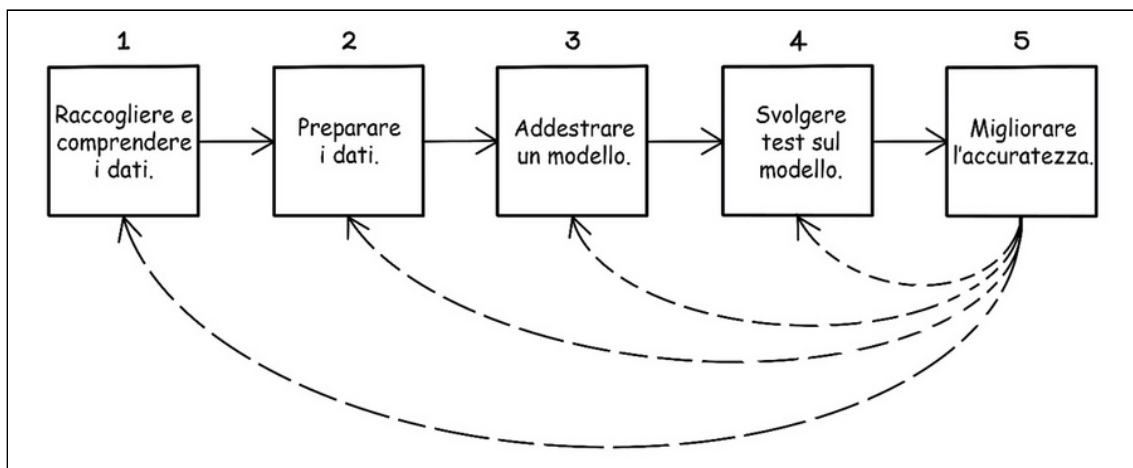 1
2
3
4
5
Raccogliere e
comprendere
i dati.
Preparare
i dati.
Addestrare
un modello.
Svolgere
test sul
modello.
Migliorare
l'accuratezza.